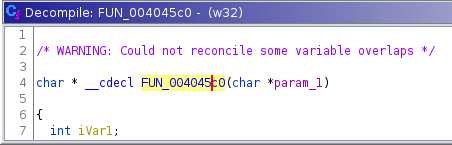 Decompile: FUN_004045c0 - (w32)
1
2 /* WARNING: Could not reconcile some variable overlaps */
3
4 char * __cdecl FUN_004045c0(char *param_1)
5
6 {
7 int iVar1;